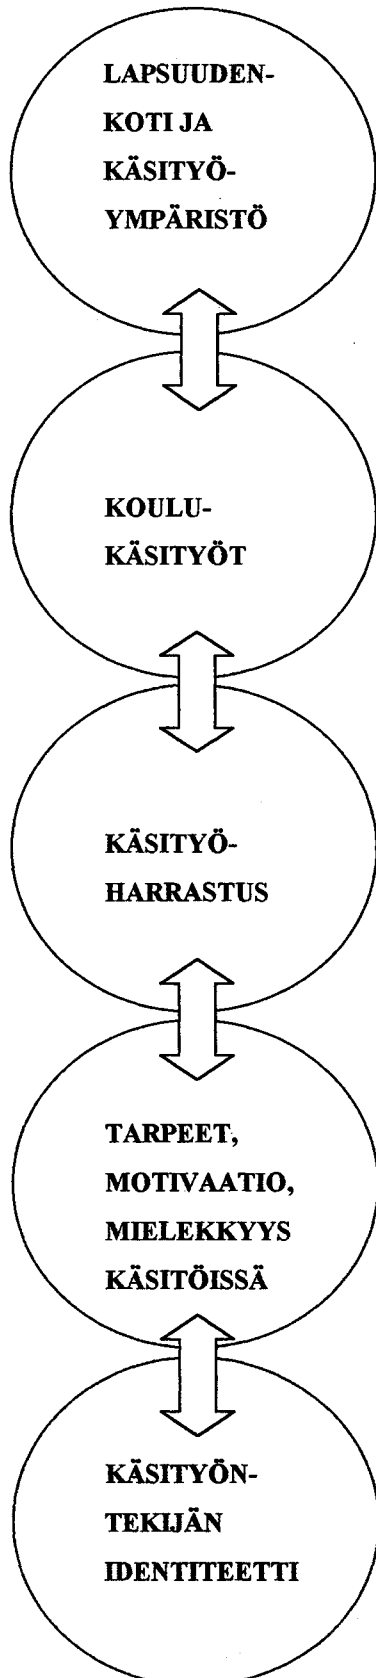 LAPSUUDEN-
KOTI JA
KÄSITYÖ-
YMPÄRISTÖ
KOULU-
KÄSITYÖT
KÄSITYÖ-
HARRASTUS
TARPEET,
MOTIVAATIO,
MIELEKKYYS
KÄSITÖISSÄ
KÄSITYÖN-
TEKIJÄN
IDENTITEETTI